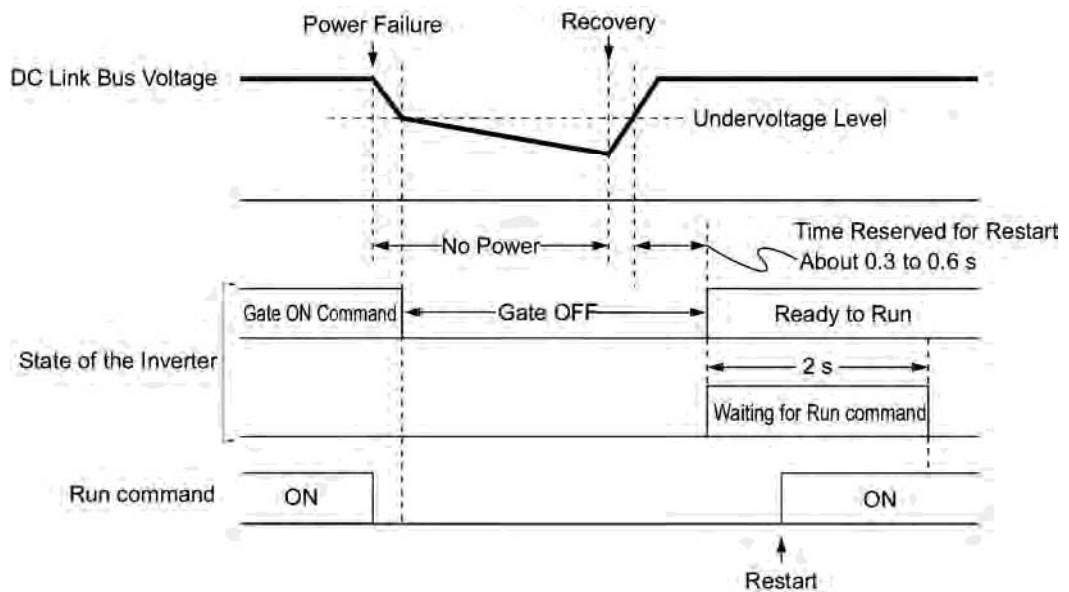 Power Failure
Recovery
DC Link Bus Voltage
Undervoltage Level
No Power
Time Reserved for Restart
About 0.3 to 0.6 s
Gate ON Command
Gate OFF
Ready to Run
State of the Inverter
2 s
Waiting for Run command
Run command
ON
ON
Restart